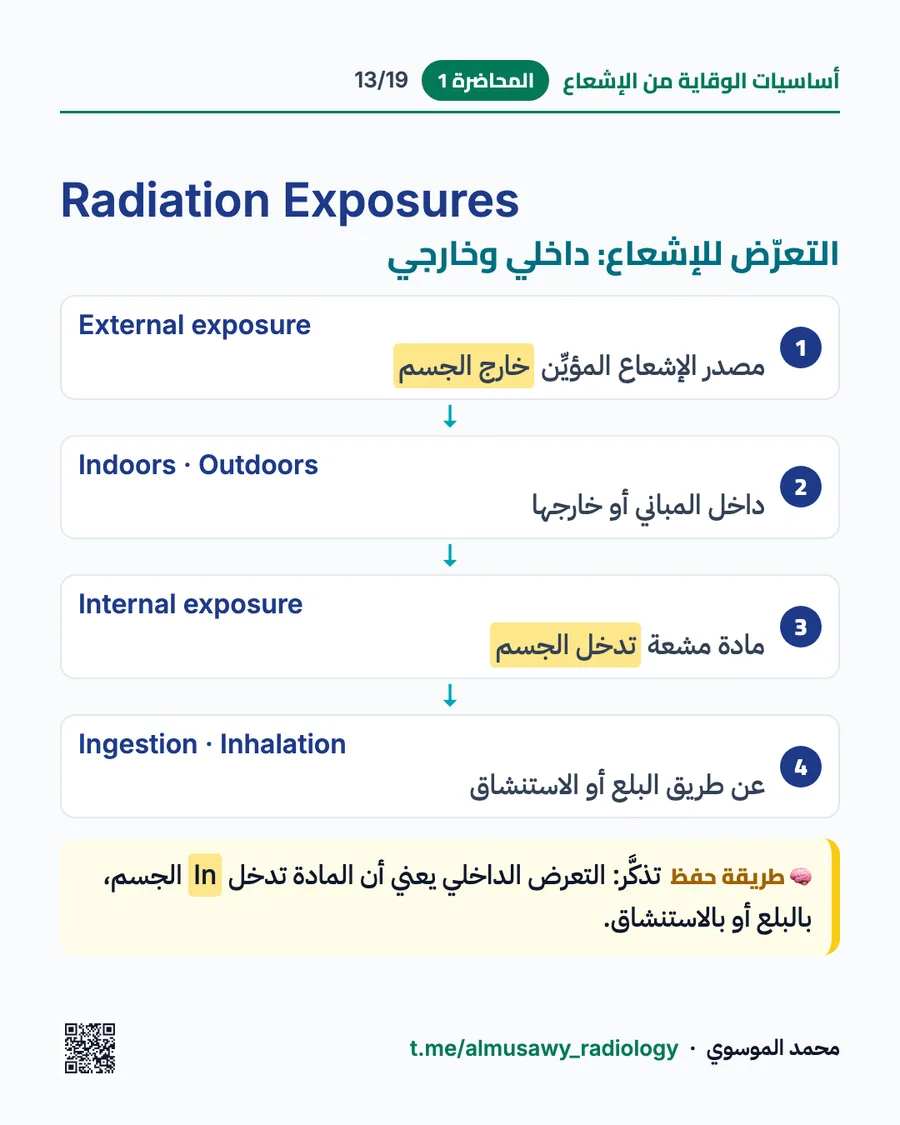 أساسيات الوقاية من الإشعاع المحاضرة 1 13/19
Radiation Exposures
التعرّض للإشعاع: داخلي وخارجي
External exposure
1
مصدر الإشعاع المؤيِّن خارج الجسم
↓
Indoors · Outdoors
2
داخل المباني أو خارجها
↓
Internal exposure
3
مادة مشعة تدخل الجسم
↓
Ingestion · Inhalation
4
عن طريق البلع أو الاستنشاق
🧠 طريقة حفظ تذكَّر: التعرض الداخلي يعني أن المادة تدخل In الجسم،
بالبلع أو بالاستنشاق.
محمد الموسوي · t.me/almusawy_radiology